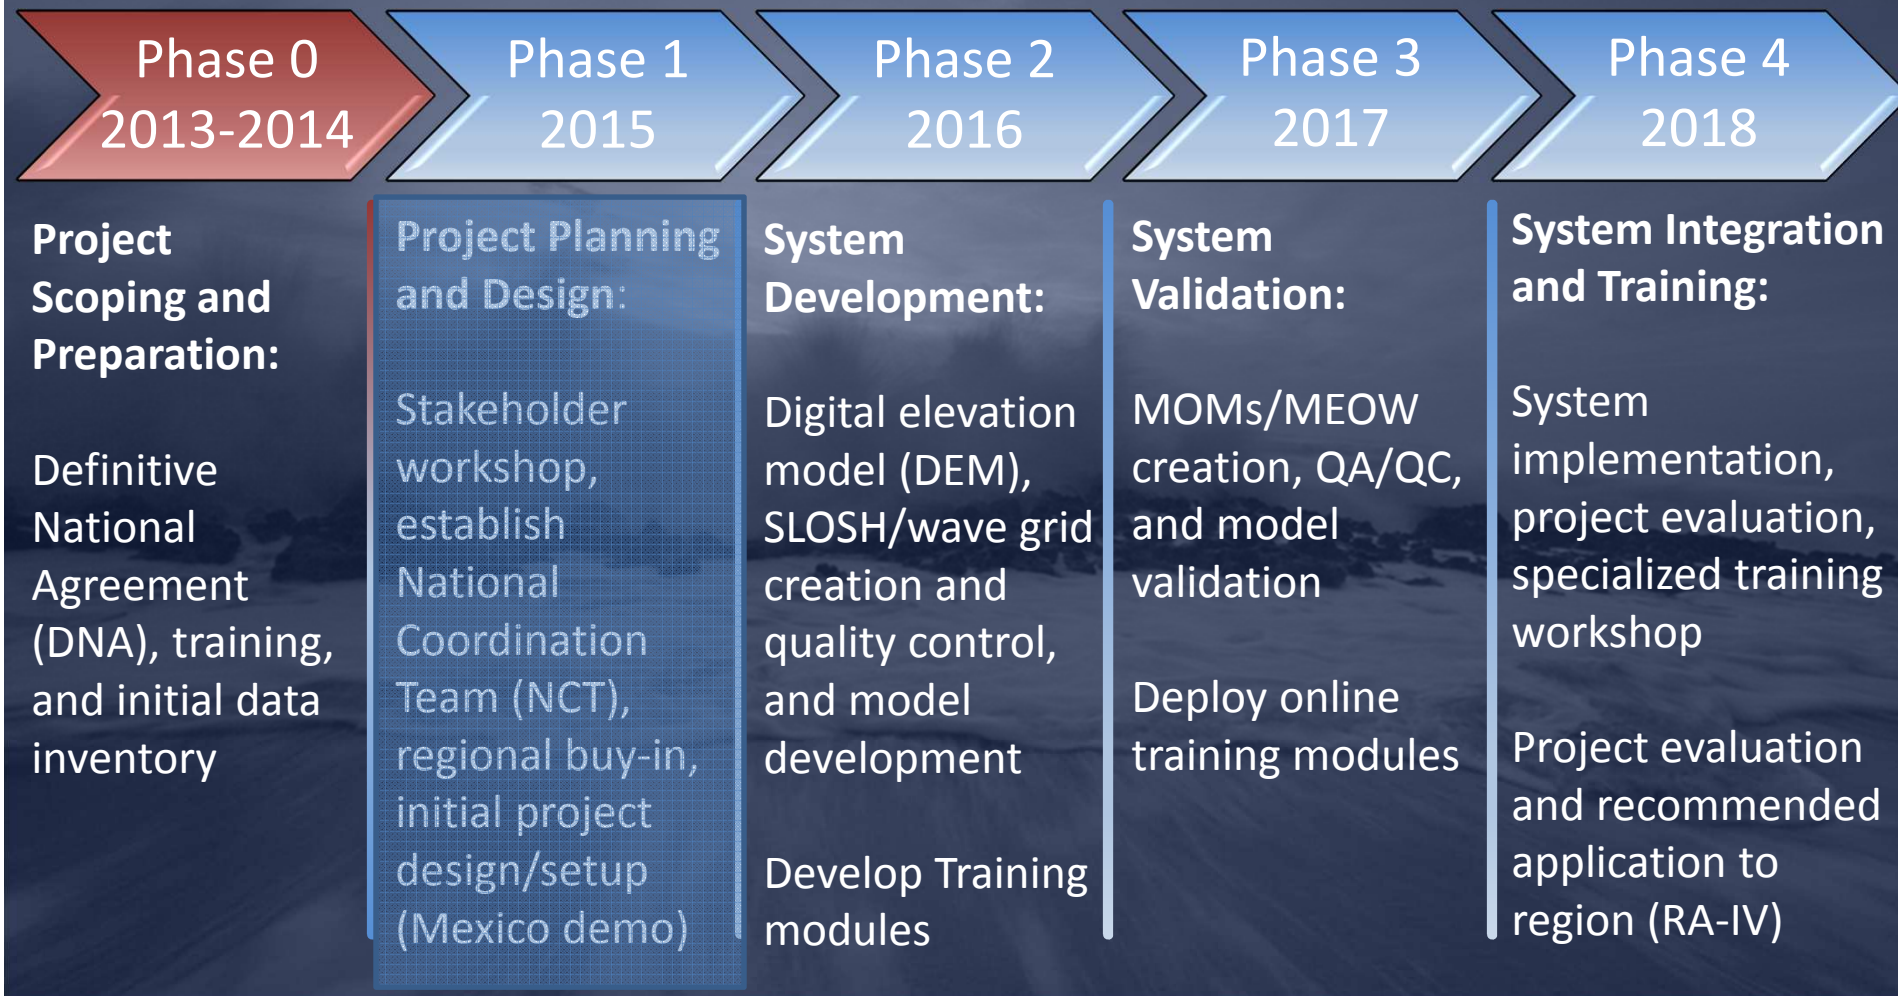 Phase 0
2013-2014
Phase 1
2015
Phase 2
2016
Phase 3
2017
Phase 4
2018
Project
Scoping and
Preparation:
Definitive
National
Agreement
(DNA), training,
and initial data
inventory
Project Planning
and Design:
Stakeholder
workshop,
establish
National
Coordination
Team (NCT),
regional buy-in,
initial project
design/setup
(Mexico demo)
System
Development:
Digital elevation
model (DEM),
SLOSH/wave grid
creation and
quality control,
and model
development
Develop Training
modules
System
Validation:
MOMs/MEOW
creation, QA/QC,
and model
validation
Deploy online
training modules
System Integration
and Training:
System
implementation,
project evaluation,
specialized training
workshop
Project evaluation
and recommended
application to
region (RA-IV)